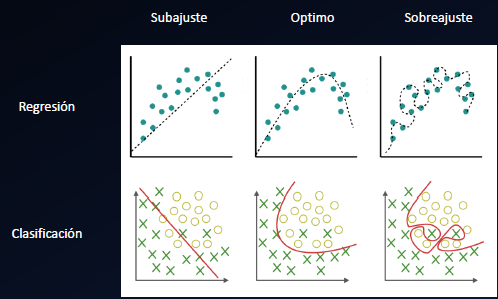 Subajuste Optimo Sobreajuste
Regresión
Clasificación